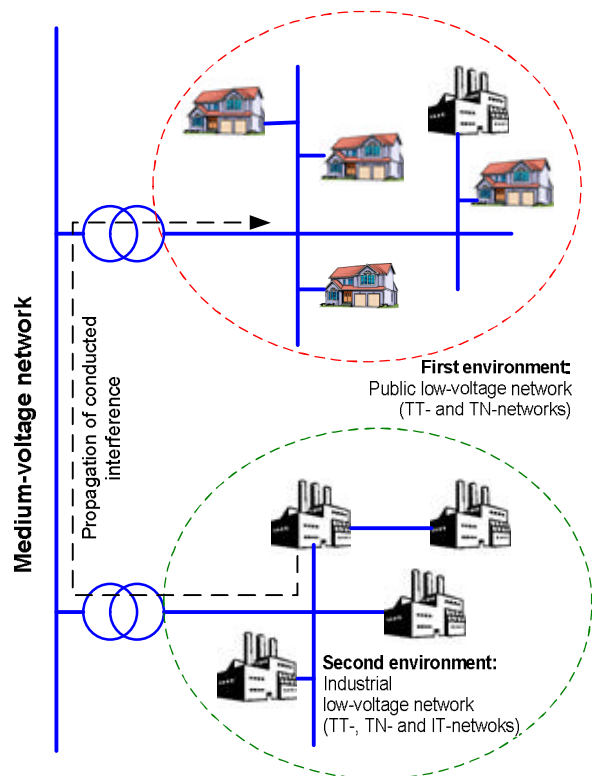 First environment:
Public low-voltage network
(TT- and TN-networks)
Medium-voltage network
Propagation of conducted
interference
Second environment:
Industrial
low-voltage network
(TT-, TN- and IT-netwoks)